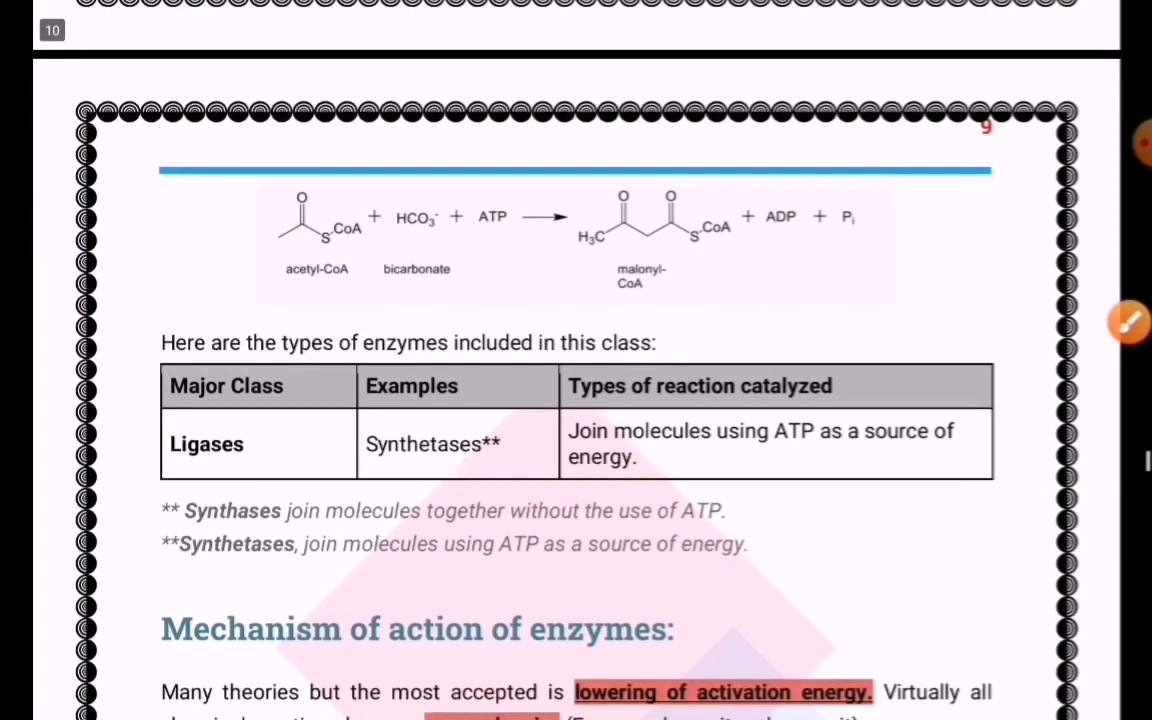 10
9
O O O
CoA + HCO3- + ATP CoA + ADP + Pi
S H3C S
acetyl-CoA bicarbonate malonyl-
CoA
Here are the types of enzymes included in this class:
Major Class Examples Types of reaction catalyzed
Ligases Synthetases** Join molecules using ATP as a source of
energy.
** Synthases join molecules together without the use of ATP.
**Synthetases, join molecules using ATP as a source of energy.
Mechanism of action of enzymes:
Many theories but the most accepted is lowering of activation energy. Virtually all